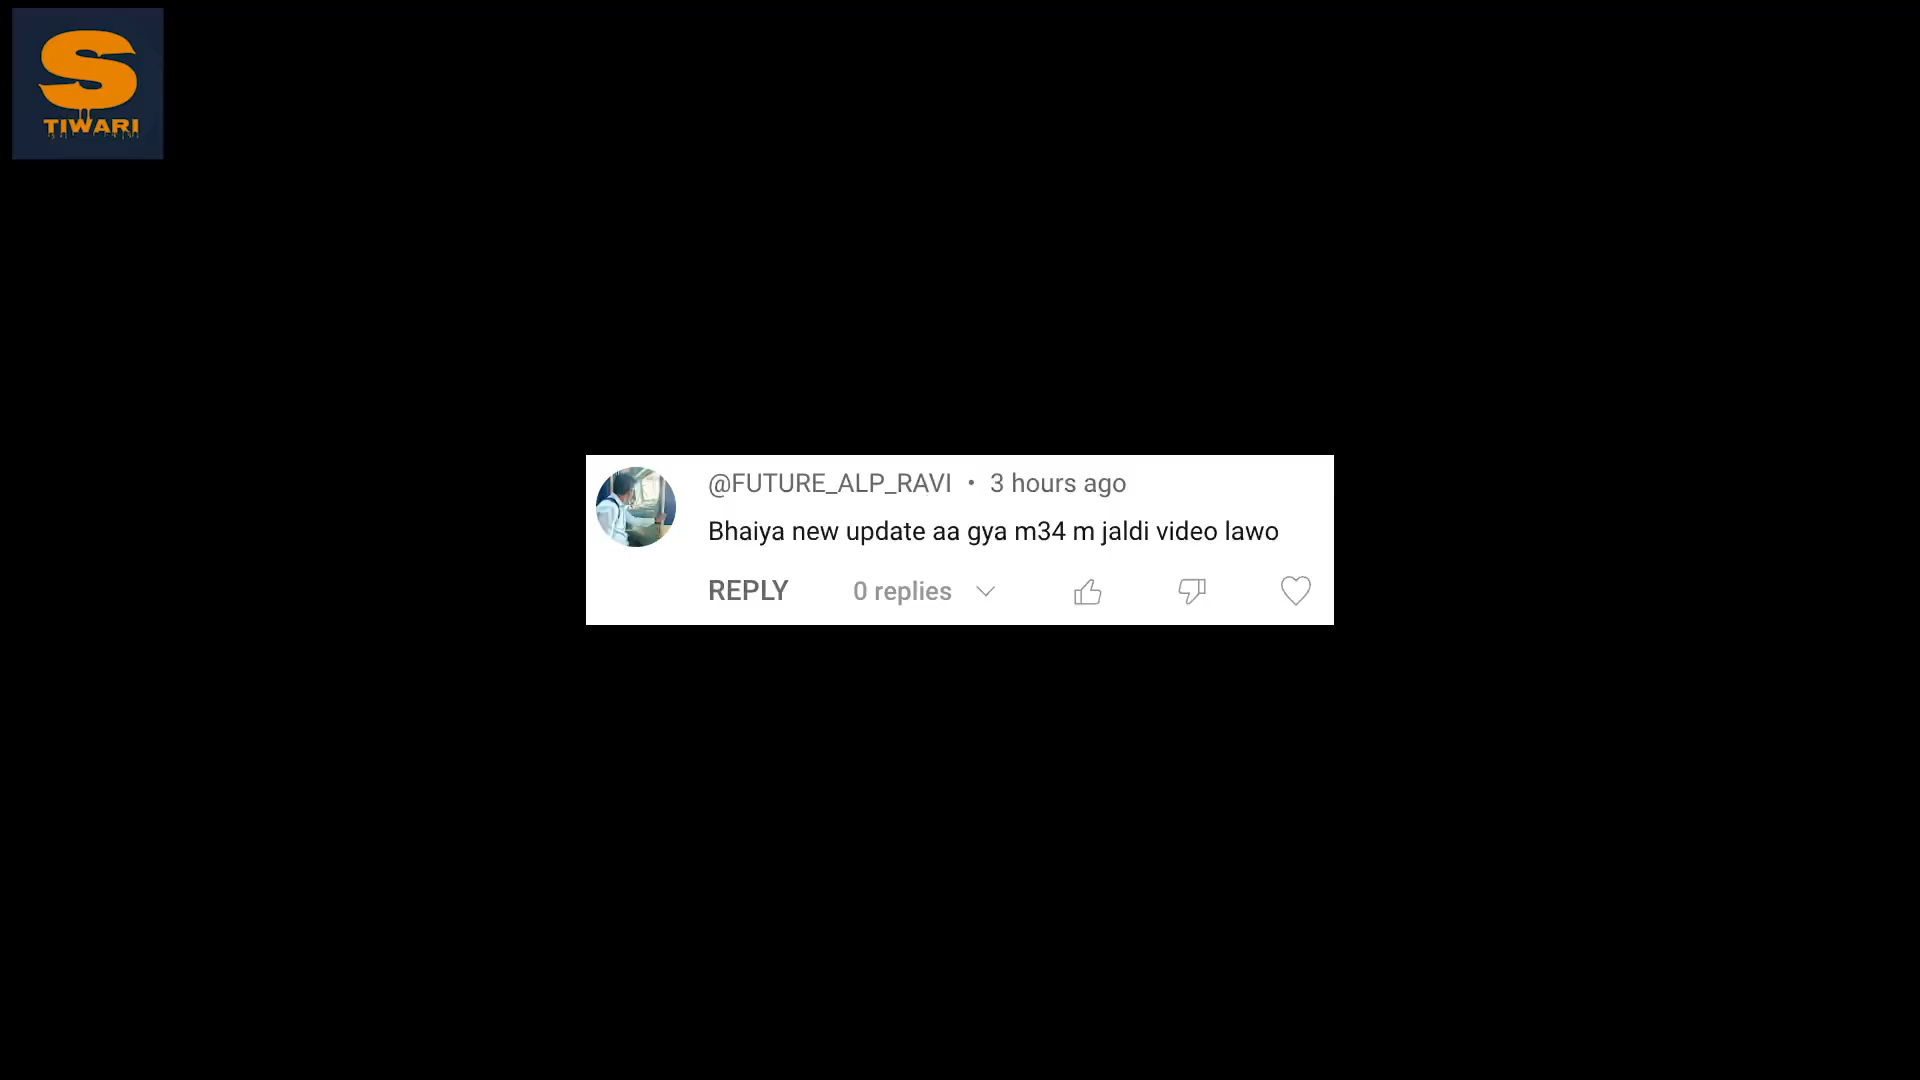 S
TIWARI
@FUTURE_ALP_RAVI • 3 hours ago
Bhaiya new update aa gya m34 m jaldi video lawo
REPLY 0 replies